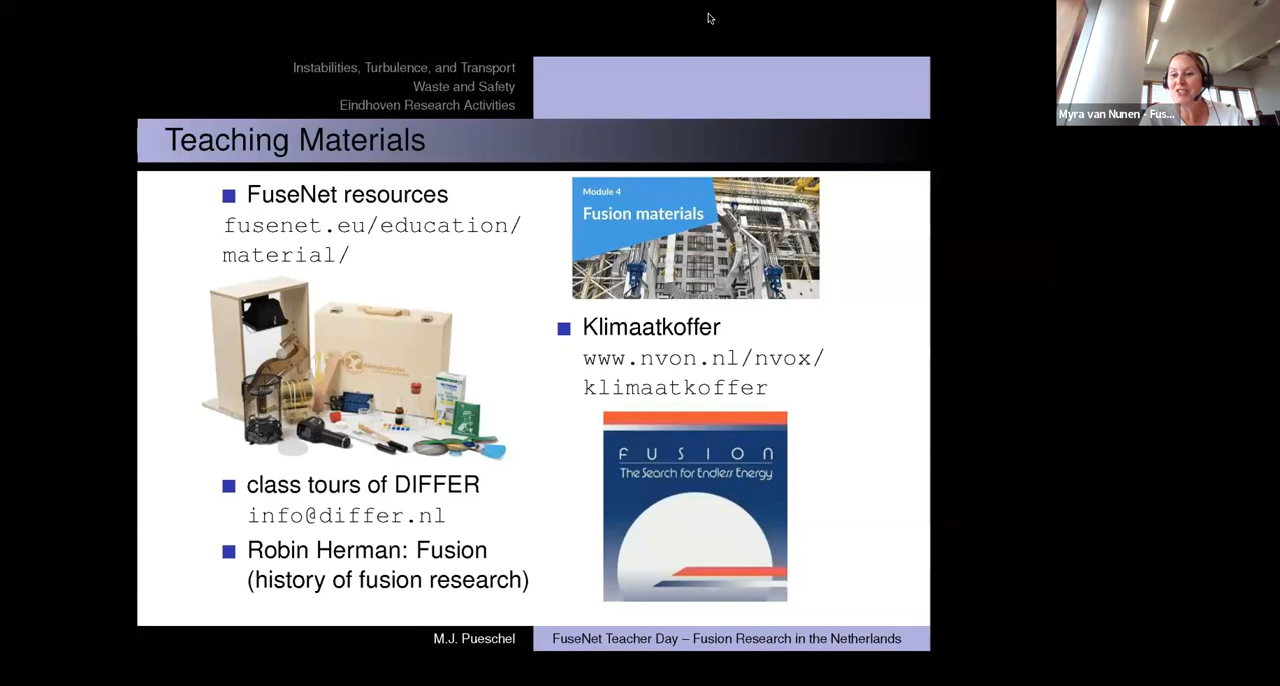 Instabilities, Turbulence, and Transport
Waste and Safety
Eindhoven Research Activities
Teaching Materials
FuseNet resources
fusenet.eu/education/
material/
class tours of DIFFER
info@differ.nl
Robin Herman: Fusion
(history of fusion research)
Module 4
Fusion materials
Klimaatkoffer
www.nvon.nl/nvox/
klimaatkoffer
FUSION
The Search for Endless Energy
M.J. Pueschel
FuseNet Teacher Day – Fusion Research in the Netherlands
Myra van Nunen - Fus...